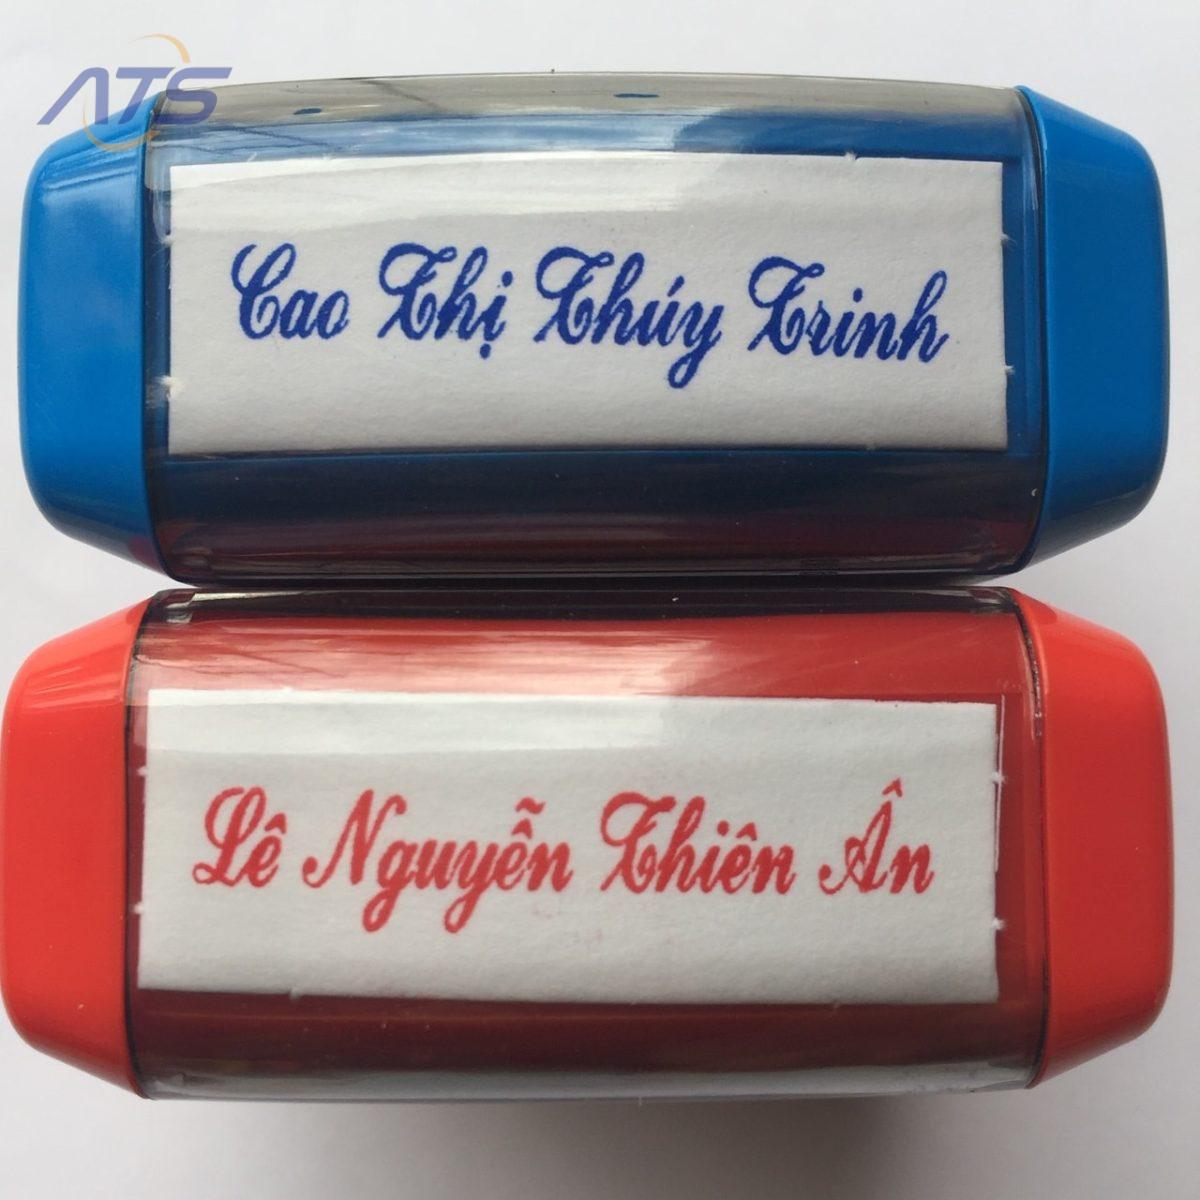 ATS
Cao Thị Thúy Trinh
Lê Nguyễn Thiên Ân